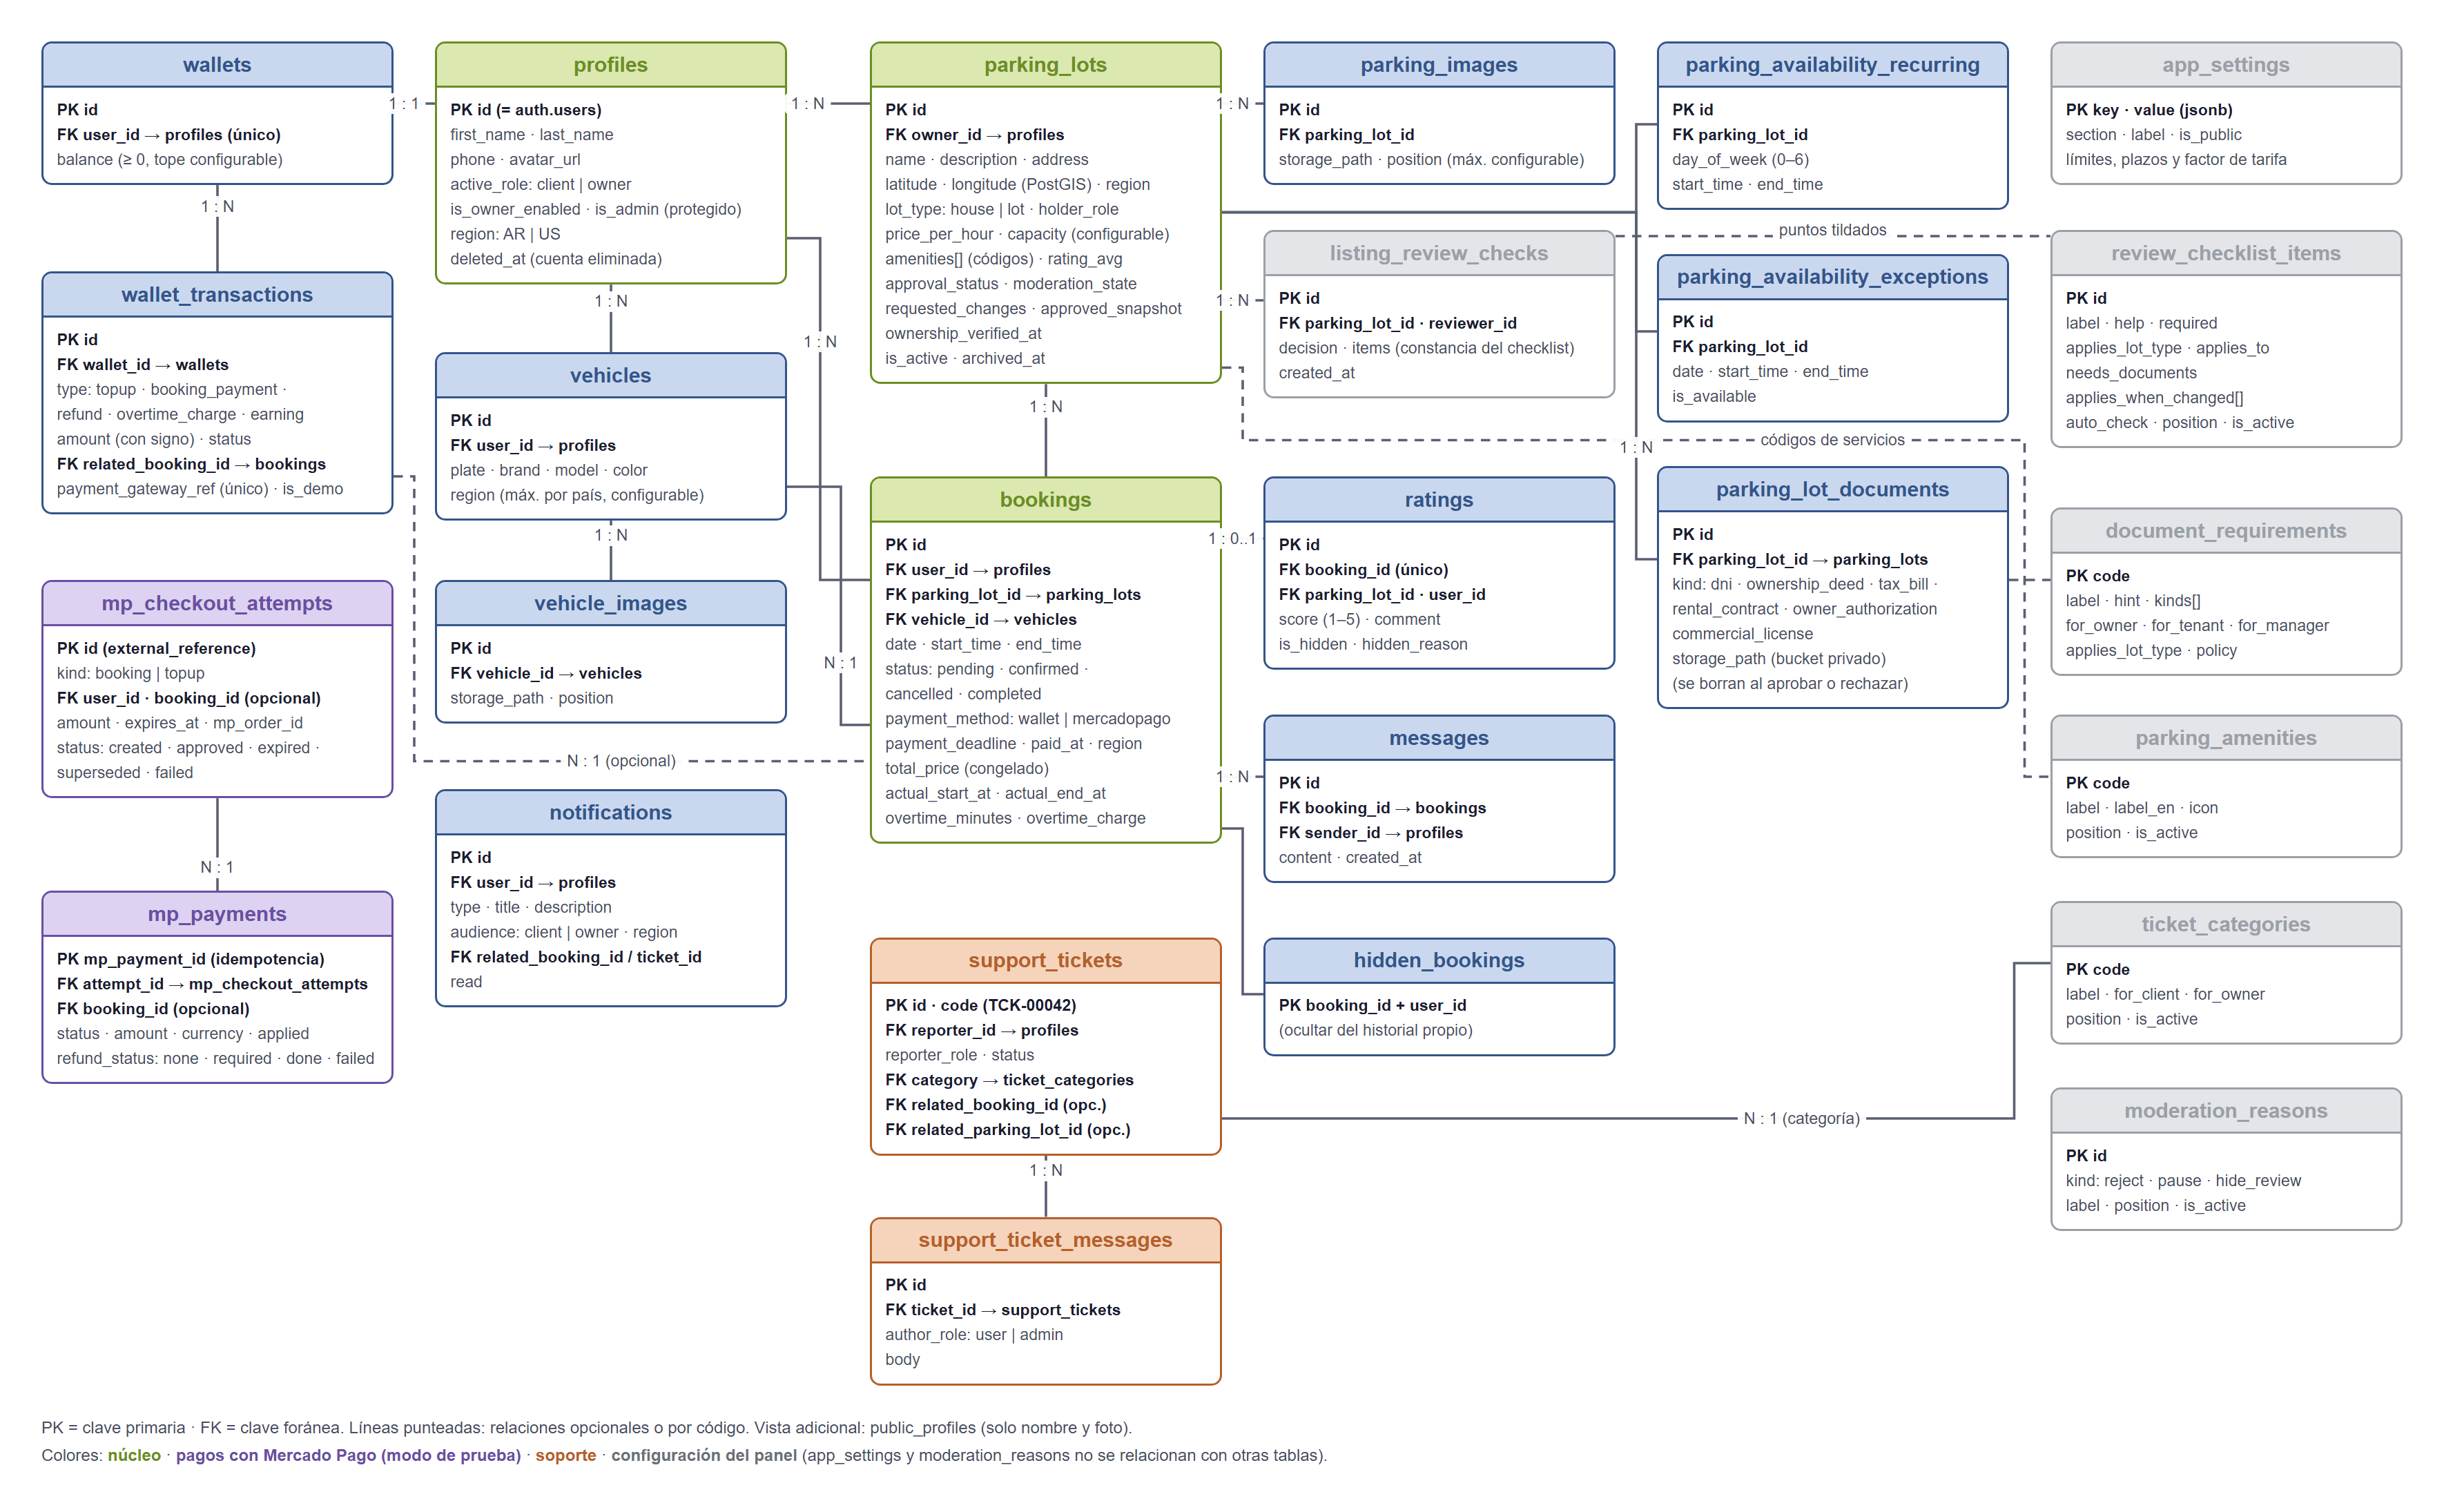 wallets
PK id
FK user_id → profiles (único)
balance (≥ 0, tope configurable)
1 : 1
1 : N
wallet_transactions
PK id
FK wallet_id → wallets
type: topup · booking_payment ·
refund · overtime_charge · earning
amount (con signo) · status
FK related_booking_id → bookings
payment_gateway_ref (único) · is_demo
mp_checkout_attempts
PK id (external_reference)
kind: booking | topup
FK user_id · booking_id (opcional)
amount · expires_at · mp_order_id
status: created · approved · expired ·
superseded · failed
N : 1
mp_payments
PK mp_payment_id (idempotencia)
FK attempt_id → mp_checkout_attempts
FK booking_id (opcional)
status · amount · currency · applied
refund_status: none · required · done · failed
profiles
PK id (= auth.users)
first_name · last_name
phone · avatar_url
active_role: client | owner
is_owner_enabled · is_admin (protegido)
region: AR | US
deleted_at (cuenta eliminada)
1 : N
1 : N
1 : N
vehicles
PK id
FK user_id → profiles
plate · brand · model · color
region (máx. por país, configurable)
1 : N
N : 1
vehicle_images
PK id
FK vehicle_id → vehicles
storage_path · position
N : 1 (opcional)
notifications
PK id
FK user_id → profiles
type · title · description
audience: client | owner · region
FK related_booking_id / ticket_id
read
parking_lots
PK id
FK owner_id → profiles
name · description · address
latitude · longitude (PostGIS) · region
lot_type: house | lot · holder_role
price_per_hour · capacity (configurable)
amenities[] (códigos) · rating_avg
approval_status · moderation_state
requested_changes · approved_snapshot
ownership_verified_at
is_active · archived_at
1 : N
1 : N
1 : N
bookings
PK id
FK user_id → profiles
FK parking_lot_id → parking_lots
FK vehicle_id → vehicles
date · start_time · end_time
status: pending · confirmed ·
cancelled · completed
payment_method: wallet | mercadopago
payment_deadline · paid_at · region
total_price (congelado)
actual_start_at · actual_end_at
overtime_minutes · overtime_charge
1 : 0..1
1 : N
support_tickets
PK id · code (TCK-00042)
FK reporter_id → profiles
reporter_role · status
FK category → ticket_categories
FK related_booking_id (opc.)
FK related_parking_lot_id (opc.)
1 : N
N : 1 (categoría)
support_ticket_messages
PK id
FK ticket_id → support_tickets
author_role: user | admin
body
parking_images
PK id
FK parking_lot_id
storage_path · position (máx. configurable)
listing_review_checks
PK id
FK parking_lot_id · reviewer_id
decision · items (constancia del checklist)
created_at
puntos tildados
códigos de servicios
1 : N
ratings
PK id
FK booking_id (único)
FK parking_lot_id · user_id
score (1–5) · comment
is_hidden · hidden_reason
messages
PK id
FK booking_id → bookings
FK sender_id → profiles
content · created_at
hidden_bookings
PK booking_id + user_id
(ocultar del historial propio)
parking_availability_recurring
PK id
FK parking_lot_id
day_of_week (0–6)
start_time · end_time
parking_availability_exceptions
PK id
FK parking_lot_id
date · start_time · end_time
is_available
parking_lot_documents
PK id
FK parking_lot_id → parking_lots
kind: dni · ownership_deed · tax_bill ·
rental_contract · owner_authorization
commercial_license
storage_path (bucket privado)
(se borran al aprobar o rechazar)
app_settings
PK key · value (jsonb)
section · label · is_public
límites, plazos y factor de tarifa
review_checklist_items
PK id
label · help · required
applies_lot_type · applies_to
needs_documents
applies_when_changed[]
auto_check · position · is_active
document_requirements
PK code
label · hint · kinds[]
for_owner · for_tenant · for_manager
applies_lot_type · policy
parking_amenities
PK code
label · label_en · icon
position · is_active
ticket_categories
PK code
label · for_client · for_owner
position · is_active
moderation_reasons
PK id
kind: reject · pause · hide_review
label · position · is_active
PK = clave primaria · FK = clave foránea. Líneas punteadas: relaciones opcionales o por código. Vista adicional: public_profiles (solo nombre y foto).
Colores: núcleo · pagos con Mercado Pago (modo de prueba) · soporte · configuración del panel (app_settings y moderation_reasons no se relacionan con otras tablas).